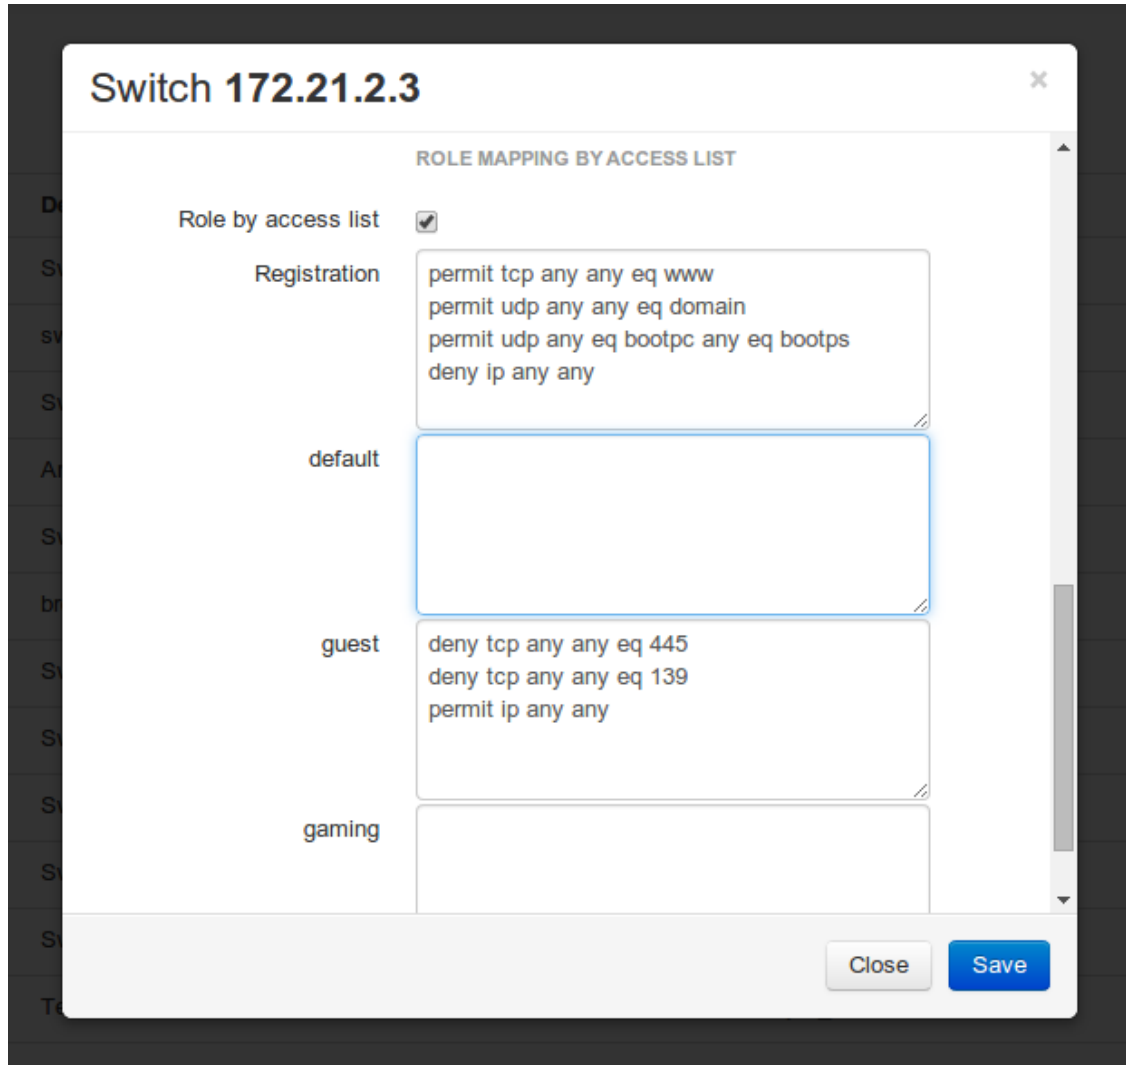 Switch 172.21.2.3
×
ROLE MAPPING BY ACCESS LIST
Role by access list
Registration
permit tcp any any eq www
permit udp any any eq domain
permit udp any eq bootpc any eq bootps
deny ip any any
default
guest
deny tcp any any eq 445
deny tcp any any eq 139
permit ip any any
gaming
Close
Save